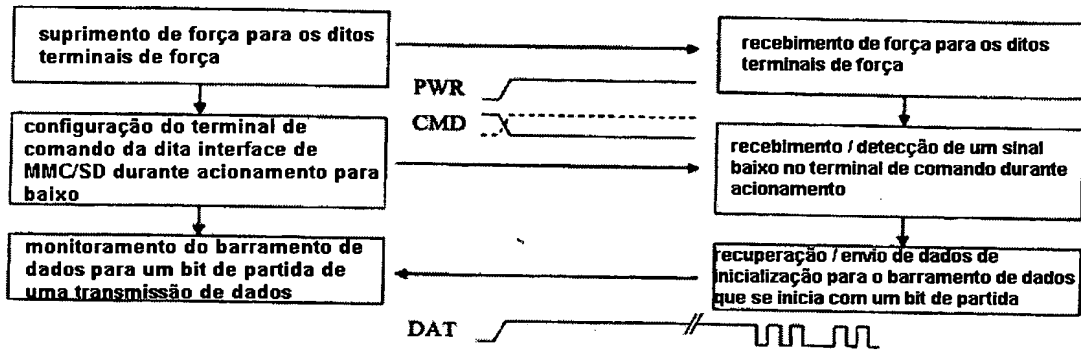 suprimento de força para os ditos
terminais de força
recebimento de força para os ditos
terminais de força
PWR
CMD
configuração do terminal de
comando da dita interface de
MMC/SD durante acionamento para
baixo
recebimento / detecção de um sinal
baixo no terminal de comando durante
acionamento
monitoramento do barramento de
dados para um bit de partida de
uma transmissão de dados
recuperação / envio de dados de
inicialização para o barramento de dados
que se inicia com um bit de partida
DAT